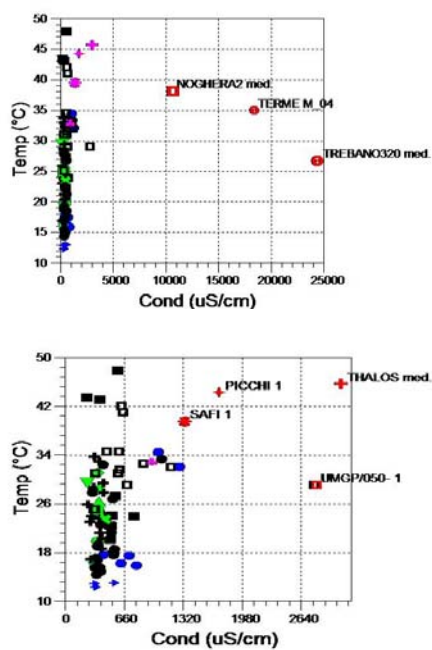 50
45
40
35
30
25
20
15
10
Temp (°C)
NOGHERA2 med.
TERME M_04
TREBANO320 med.
0 5000 10000 15000 20000 25000
Cond (uS/cm)
50
42
34
26
18
10
Temp (°C)
THALOS med.
PICCHI 1
SAFI 1
UMGP/050- 1
0 660 1320 1980 2640
Cond (uS/cm)